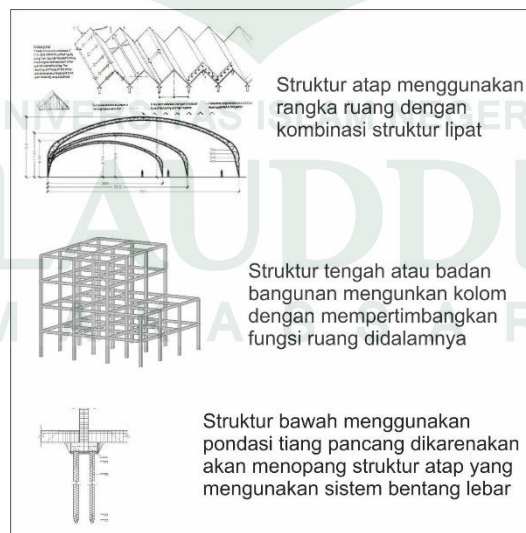 Struktur atap menggunakan
rangka ruang dengan
kombinasi struktur lipat
Struktur tengah atau badan
bangunan mengunkan kolom
dengan mempertimbangkan
fungsi ruang didalamnya
Struktur bawah menggunakan
pondasi tiang pancang dikarenakan
akan menopang struktur atap yang
mengunakan sistem bentang lebar